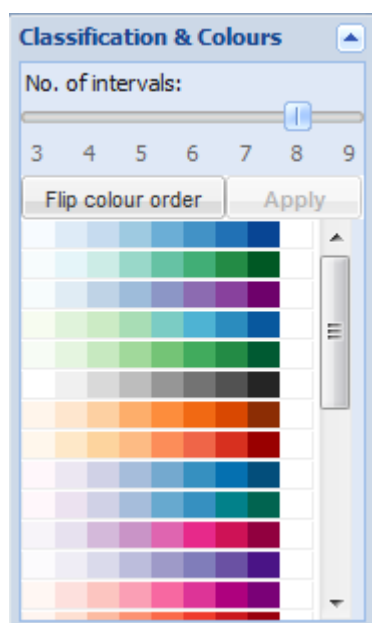 Classification & Colours
No. of intervals:
3 4 5 6 7 8 9
Flip colour order Apply